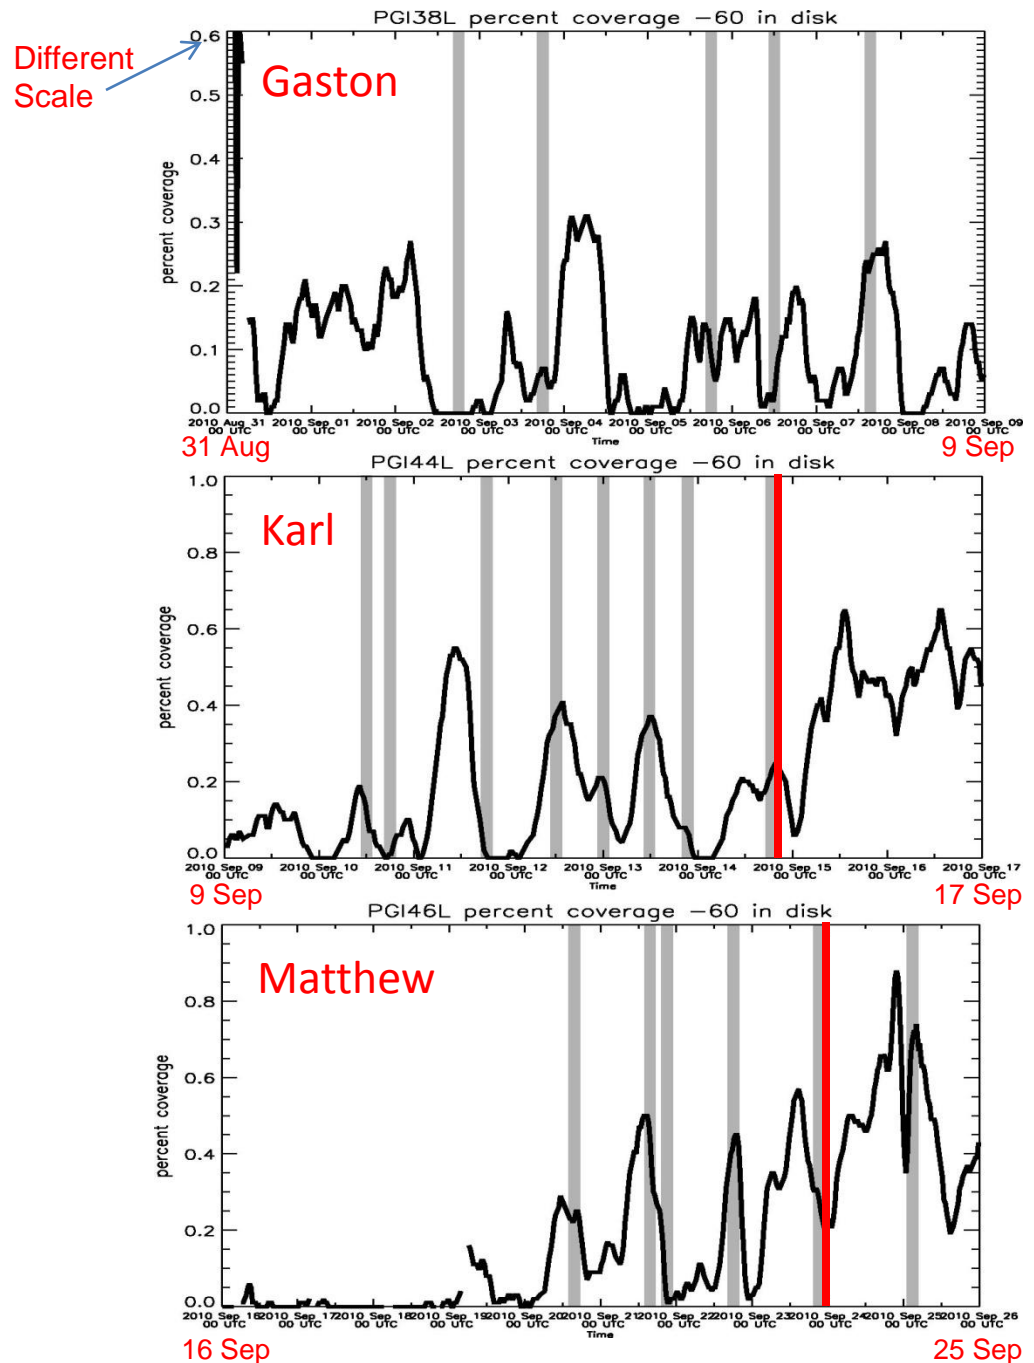 PGI38L percent coverage -60 in disk
Different
Scale
Gaston
0.6
0.5
0.4
0.3
0.2
0.1
0.0
percent coverage
2010 Aug 31 2010 Sep 01 2010 Sep 02 2010 Sep 03 2010 Sep 04 2010 Sep 05 2010 Sep 06 2010 Sep 07 2010 Sep 08 2010 Sep 09
00 UTC 00 UTC 00 UTC 00 UTC 00 UTC 00 UTC 00 UTC 00 UTC 00 UTC 00 UTC
Time
31 Aug 9 Sep
PGI44L percent coverage -60 in disk
Karl
1.0
0.8
0.6
0.4
0.2
0.0
percent coverage
2010 Sep 09 2010 Sep 10 2010 Sep 11 2010 Sep 12 2010 Sep 13 2010 Sep 14 2010 Sep 15 2010 Sep 16 2010 Sep 17
00 UTC 00 UTC 00 UTC 00 UTC 00 UTC 00 UTC 00 UTC 00 UTC 00 UTC
Time
9 Sep 17 Sep
PGI46L percent coverage -60 in disk
Matthew
1.0
0.8
0.6
0.4
0.2
0.0
percent coverage
2010 Sep 16 2010 Sep 17 2010 Sep 18 2010 Sep 19 2010 Sep 20 2010 Sep 21 2010 Sep 22 2010 Sep 23 2010 Sep 24 2010 Sep 25 2010 Sep 26
00 UTC 00 UTC 00 UTC 00 UTC 00 UTC 00 UTC 00 UTC 00 UTC 00 UTC 00 UTC 00 UTC
Time
16 Sep 25 Sep